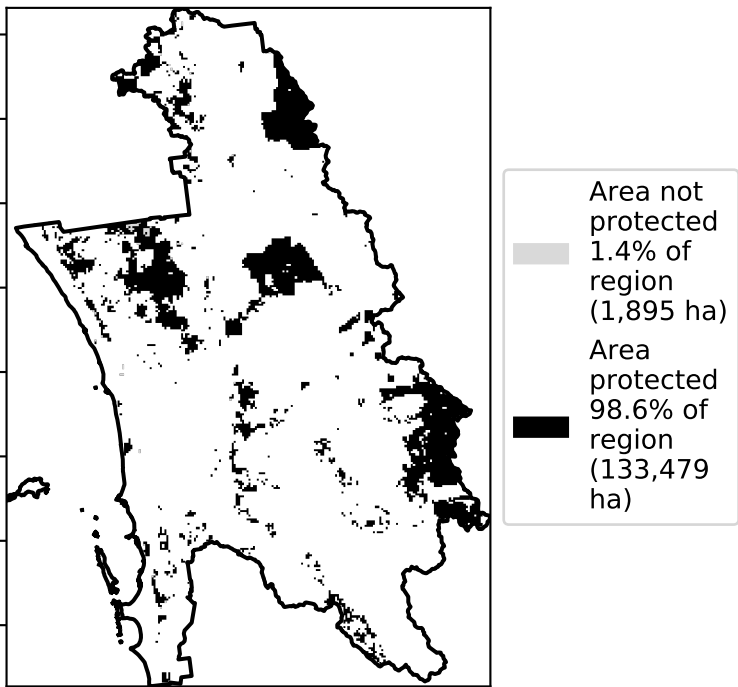 Area not
protected
1.4% of
region
(1,895 ha)
Area
protected
98.6% of
region
(133,479
ha)